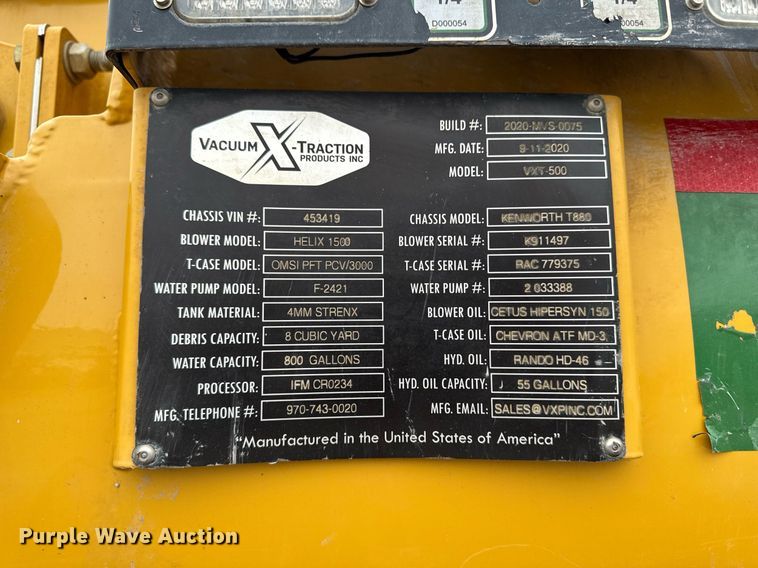 1/4
D000054
1/4
D000054
VACUUM X-TRACTION
PRODUCTS INC
BUILD #: 2020-MVS-0075
MFG. DATE: 9-11-2020
MODEL: VXT-500
CHASSIS VIN #: 453419 CHASSIS MODEL: KENWORTH T880
BLOWER MODEL: HELIX 1500 BLOWER SERIAL #: K911497
T-CASE MODEL: OMSI PFT PCV/3000 T-CASE SERIAL #: RAC 779375
WATER PUMP MODEL: F-2421 WATER PUMP #: 2 033388
TANK MATERIAL: 4MM STRENX BLOWER OIL: CETUS HIPERSYN 150
DEBRIS CAPACITY: 8 CUBIC YARD T-CASE OIL: CHEVRON ATF MD-3
WATER CAPACITY: 800 GALLONS HYD. OIL: RANDO HD-46
PROCESSOR: IFM CR0234 HYD. OIL CAPACITY: 55 GALLONS
MFG. TELEPHONE #: 970-743-0020 MFG. EMAIL: SALES@VXPINC.COM
"Manufactured in the United States of America"
Purple Wave Auction